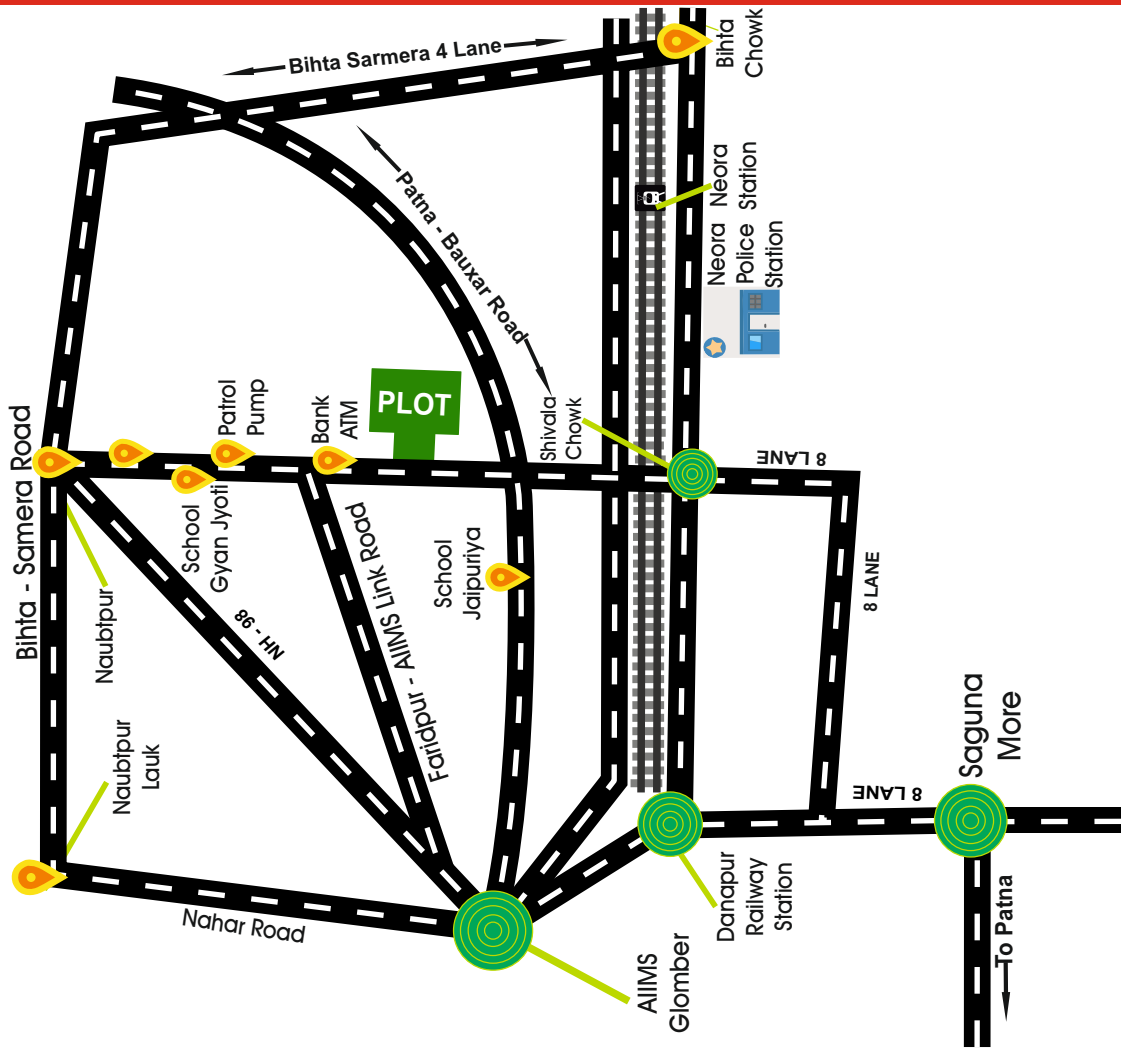 Bihta Sarmera 4 Lane
Bihta
Chowk
Patna - Bauxar Road
Neora
Station
Neora
Police
Station
Bihta - Samera Road
Patrol
Pump
Bank
ATM
PLOT
Shivala
Chowk
8 LANE
School
Gyan Jyoti
Naubtpur
NH - 98
Faridpur - AIIMS Link Road
School
Jaipuriya
8 LANE
Naubtpur
Lauk
8 LANE
Saguna
More
Nahar Road
Danapur
Railway
Station
AIIMS
Glomber
To Patna